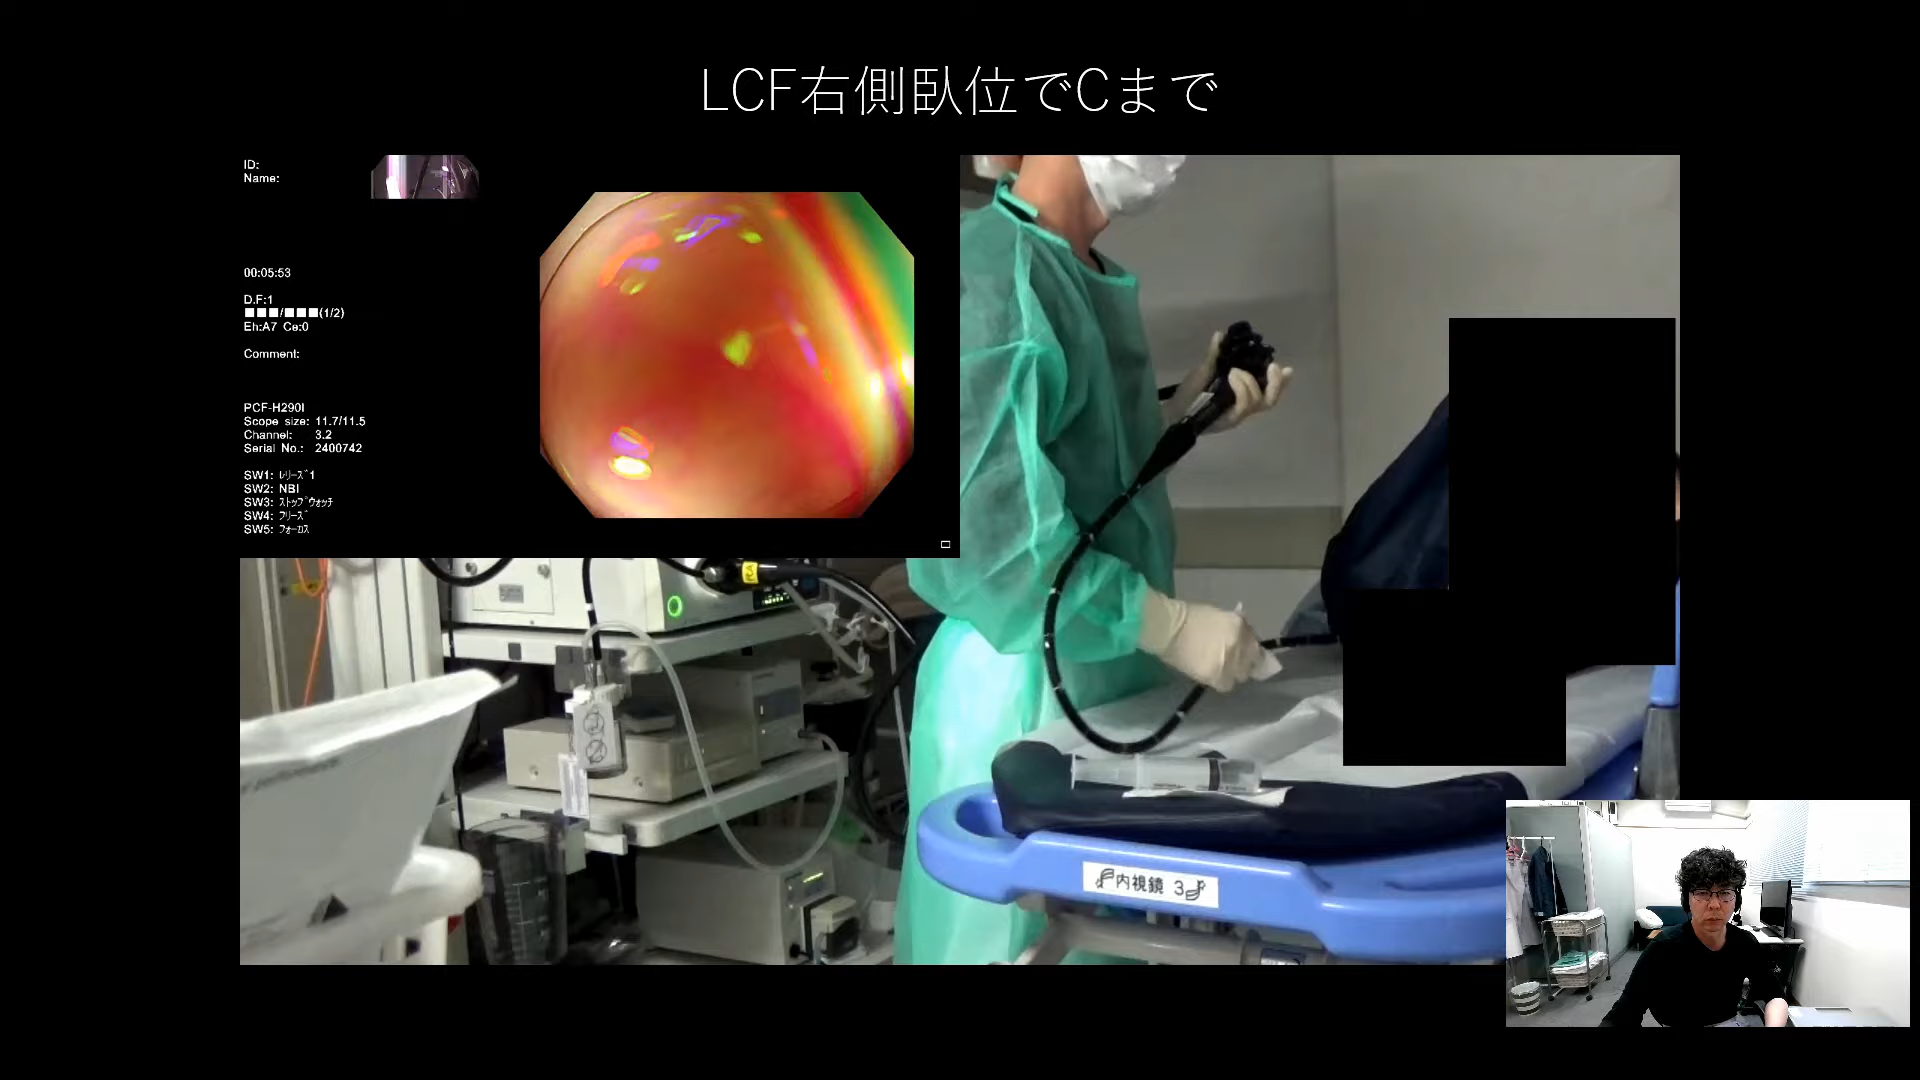 LCF右側臥位でCまで
ID:
Name:
00:05:53
D.F:1
■■■/■■■(1/2)
Eh:A7 Ce:0
Comment:
PCF-H290I
Scope size: 11.7/11.5
Channel: 3.2
Serial No.: 2400742
SW1: ﾚﾘｰｽﾞ1
SW2: NBI
SW3: ｽﾄｯﾌﾟｳｫｯﾁ
SW4: ﾌﾘｰｽﾞ
SW5: ﾌｫｰｶｽ
内視鏡 3